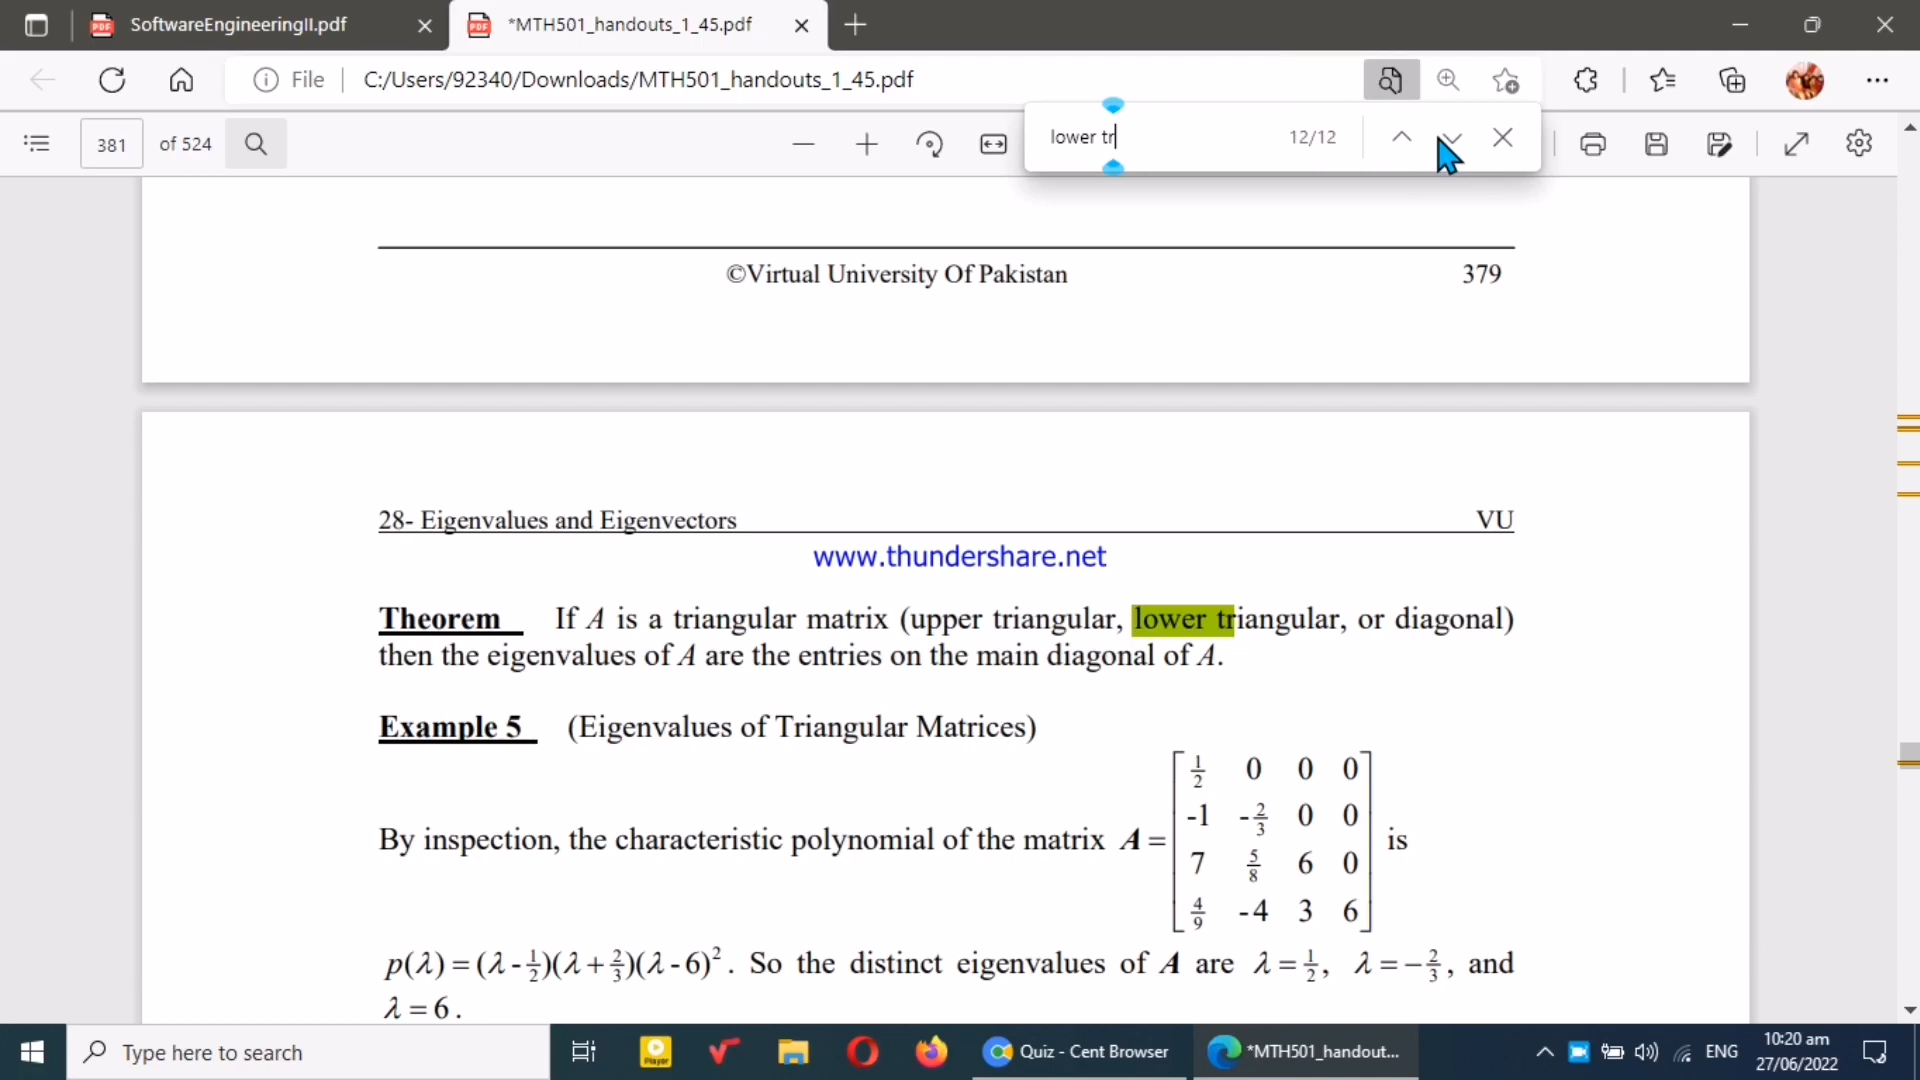 SoftwareEngineeringII.pdf
*MTH501_handouts_1_45.pdf
File
C:/Users/92340/Downloads/MTH501_handouts_1_45.pdf
lower tr
12/12
381
of 524
©Virtual University Of Pakistan 379
28- Eigenvalues and Eigenvectors VU
www.thundershare.net
Theorem If A is a triangular matrix (upper triangular, lower triangular, or diagonal)
then the eigenvalues of A are the entries on the main diagonal of A.
Example 5 (Eigenvalues of Triangular Matrices)
1/2 0 0 0
-1 -2/3 0 0
By inspection, the characteristic polynomial of the matrix A = is
7 5/8 6 0
4/9 -4 3 6
p(λ) = (λ - 1/2)(λ + 2/3)(λ - 6)². So the distinct eigenvalues of A are λ = 1/2, λ = -2/3, and
λ = 6.
Type here to search
Player
Quiz - Cent Browser
*MTH501_handout...
ENG
10:20 am
27/06/2022